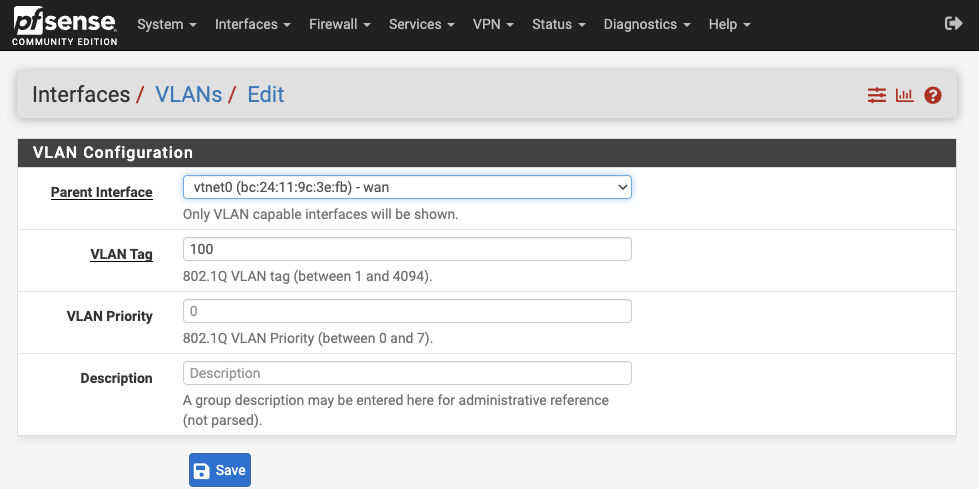 pfsense
COMMUNITY EDITION
System Interfaces Firewall Services VPN Status Diagnostics Help
Interfaces / VLANs / Edit
VLAN Configuration
Parent Interface
vtnet0 (bc:24:11:9c:3e:fb) - wan
Only VLAN capable interfaces will be shown.
VLAN Tag
100
802.1Q VLAN tag (between 1 and 4094).
VLAN Priority
0
802.1Q VLAN Priority (between 0 and 7).
Description
Description
A group description may be entered here for administrative reference
(not parsed).
Save